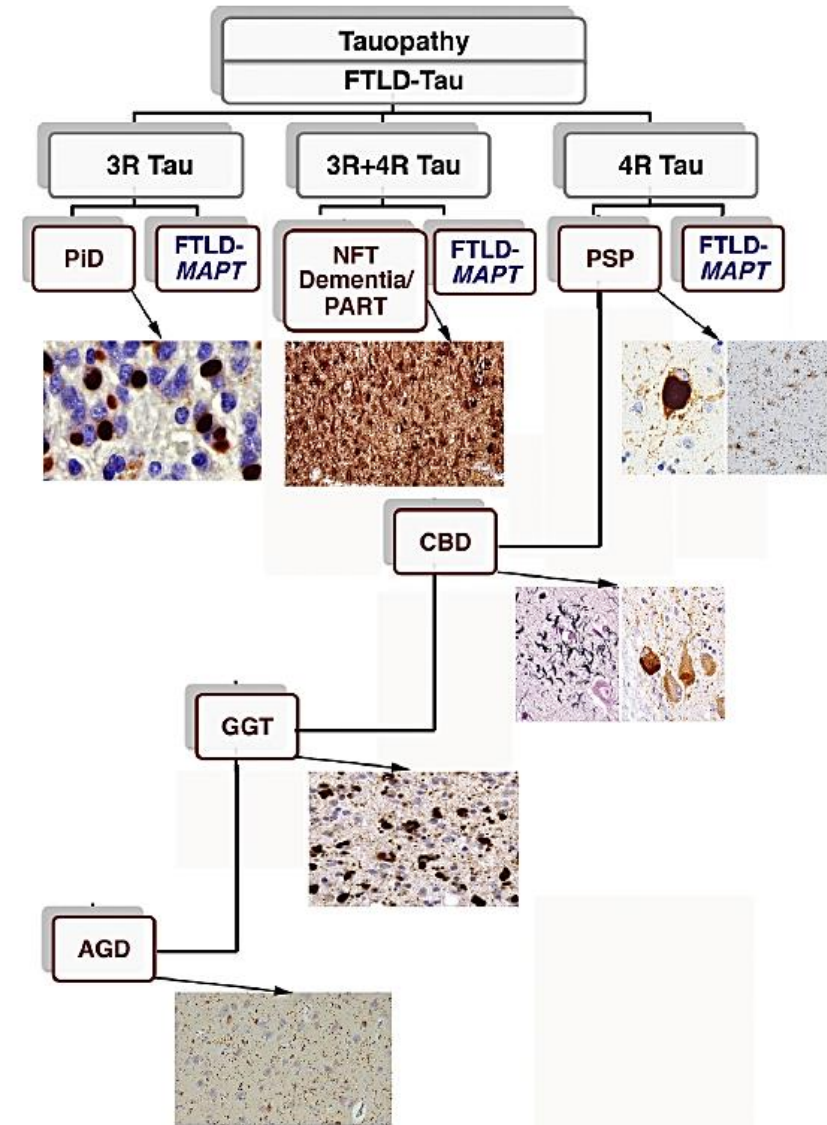 Tauopathy
FTLD-Tau
3R Tau
3R+4R Tau
4R Tau
PiD
FTLD-
MAPT
NFT
Dementia/
PART
FTLD-
MAPT
PSP
FTLD-
MAPT
CBD
GGT
AGD